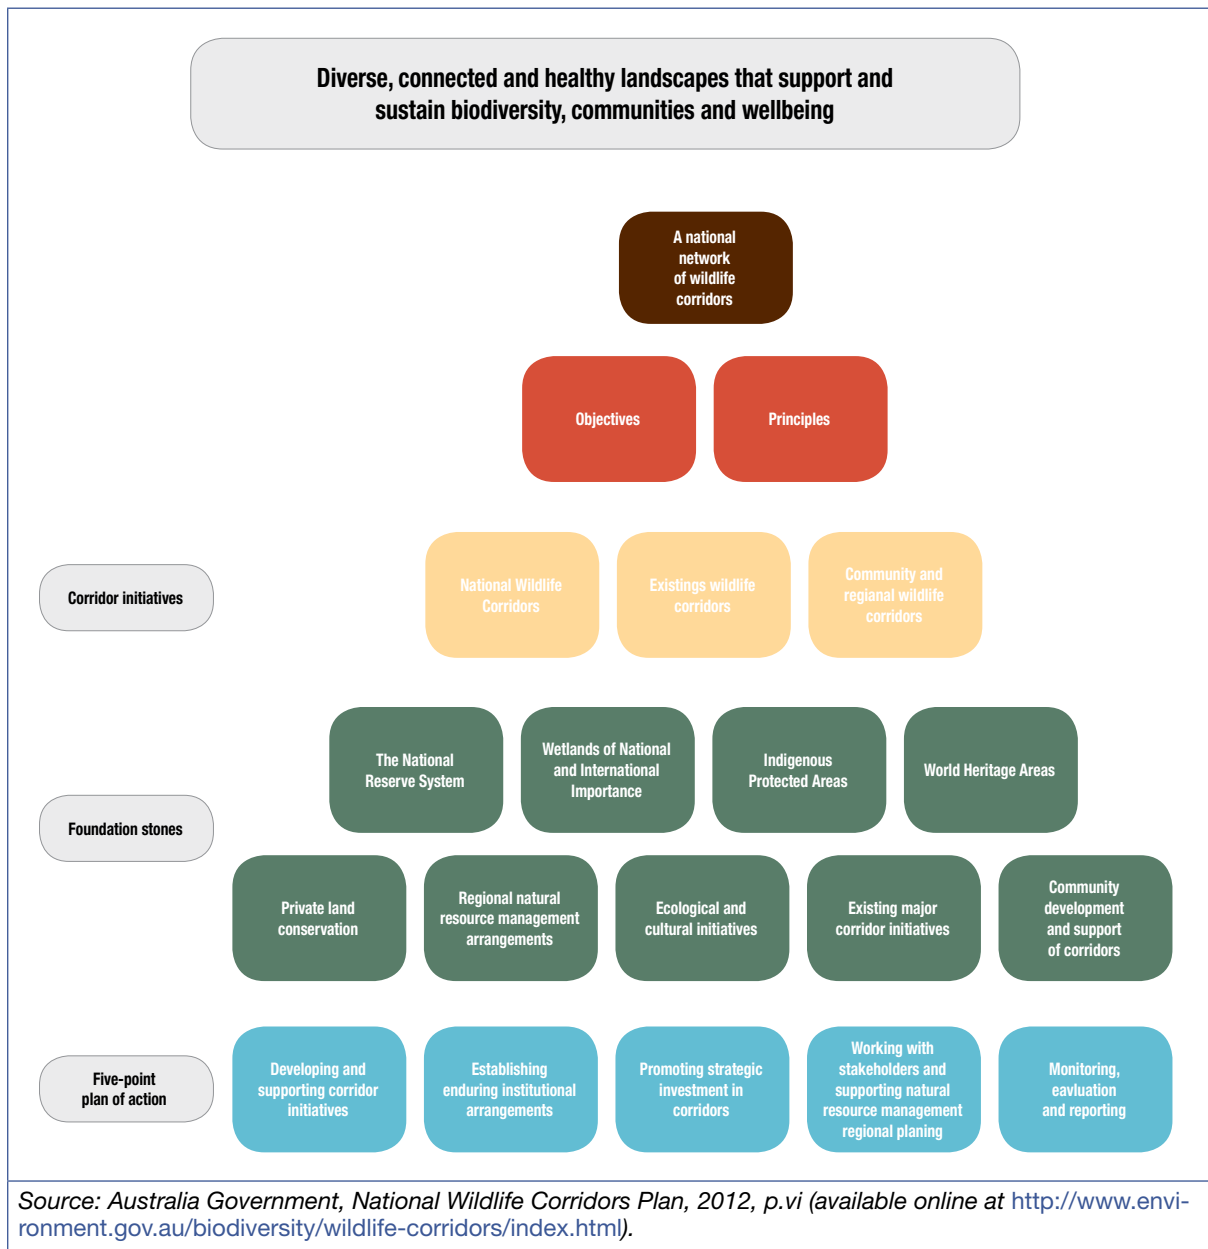 Diverse, connected and healthy landscapes that support and
sustain biodiversity, communities and wellbeing
A national
network
of wildlife
corridors
Objectives
Principles
Corridor initiatives
National Wildlife
Corridors
Existings wildlife
corridors
Community and
regianal wildlife
corridors
Foundation stones
The National
Reserve System
Wetlands of National
and International
Importance
Indigenous
Protected Areas
World Heritage Areas
Private land
conservation
Regional natural
resource management
arrangements
Ecological and
cultural initiatives
Existing major
corridor initiatives
Community
development
and support
of corridors
Five-point
plan of action
Developing and
supporting corridor
initiatives
Establishing
enduring institutional
arrangements
Promoting strategic
investment in
corridors
Working with
stakeholders and
supporting natural
resource management
regional planing
Monitoring,
eavluation
and reporting
Source: Australia Government, National Wildlife Corridors Plan, 2012, p.vi (available online at http://www.envi-
ronment.gov.au/biodiversity/wildlife-corridors/index.html).